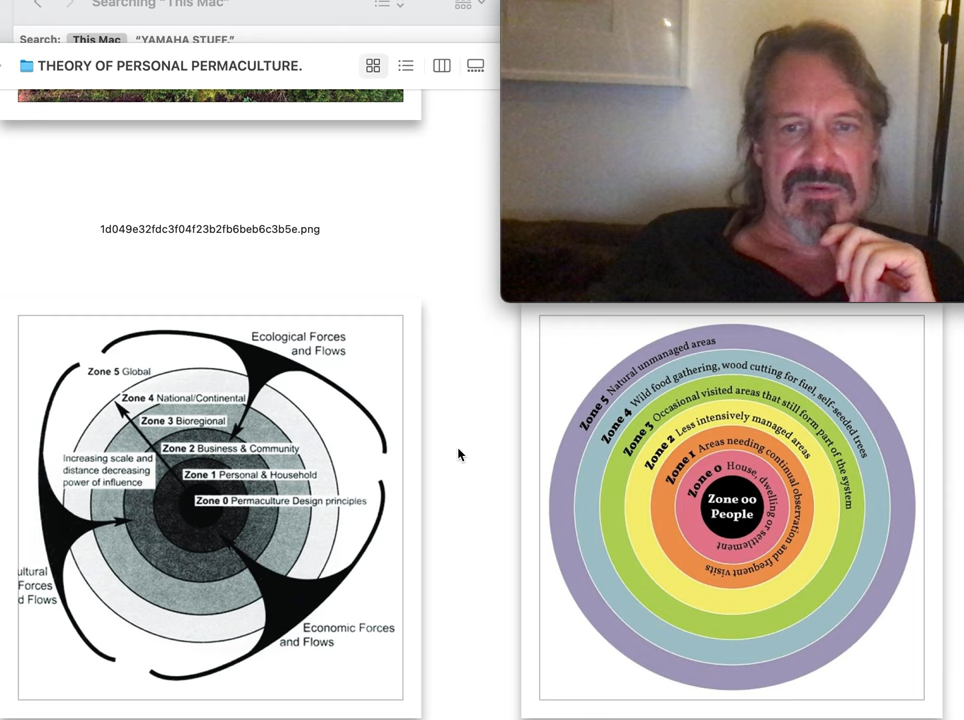 Searching "This Mac"
Search: This Mac "YAMAHA STUFF."
THEORY OF PERSONAL PERMACULTURE.
1d049e32fdc3f04f23b2fb6beb6c3b5e.png
Ecological Forces
and Flows
Zone 5 Global
Zone 4 National/Continental
Zone 3 Bioregional
Zone 2 Business & Community
Increasing scale and
distance decreasing
power of influence
Zone 1 Personal & Household
Zone 0 Permaculture Design principles
ultural
Forces
d Flows
Economic Forces
and Flows
Zone 5 Natural unmanaged areas
Zone 4 Wild food gathering, wood cutting for fuel, self-seeded trees
Zone 3 Occasional visited areas that still form part of the system
Zone 2 Less intensively managed areas
Zone 1 Areas needing continual observation and frequent visits
Zone 0 House, dwelling or settlement
Zone 00
People